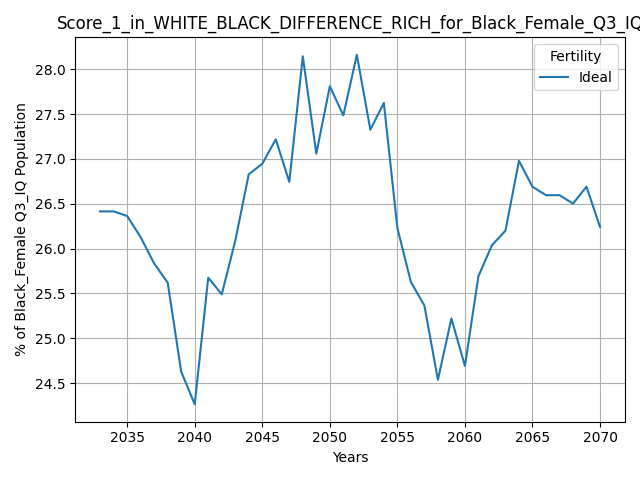 Score_1_in_WHITE_BLACK_DIFFERENCE_RICH_for_Black_Female_Q3_IQ
Fertility
Ideal
% of Black_Female Q3_IQ Population
28.0
27.5
27.0
26.5
26.0
25.5
25.0
24.5
2035 2040 2045 2050 2055 2060 2065 2070
Years